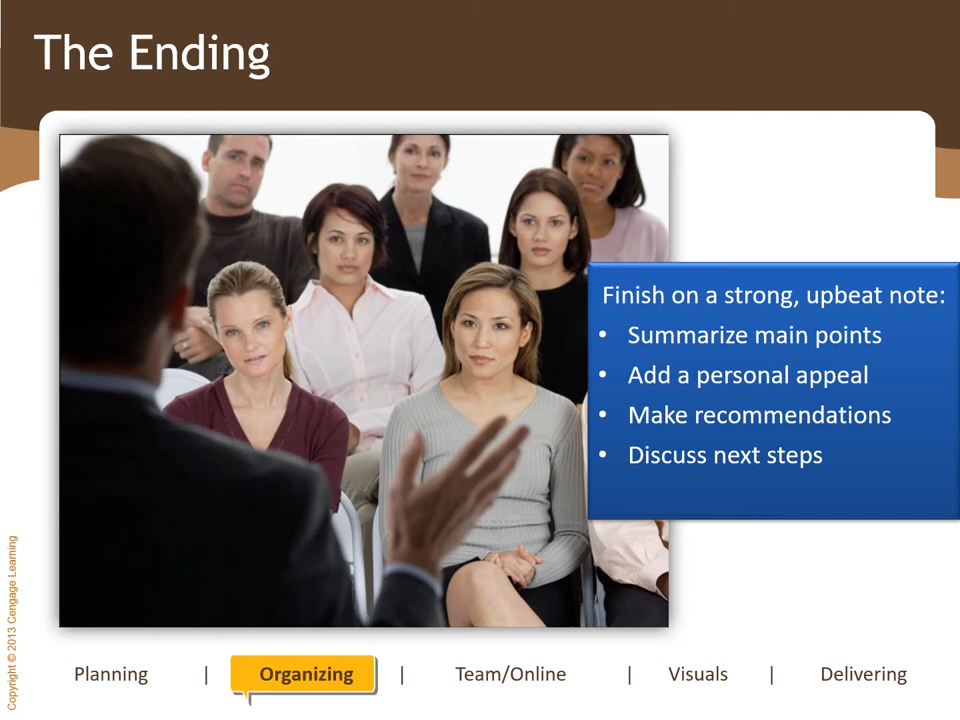 The Ending
Finish on a strong, upbeat note:
• Summarize main points
• Add a personal appeal
• Make recommendations
• Discuss next steps
Copyright © 2013 Cengage Learning
Planning | Organizing | Team/Online | Visuals | Delivering